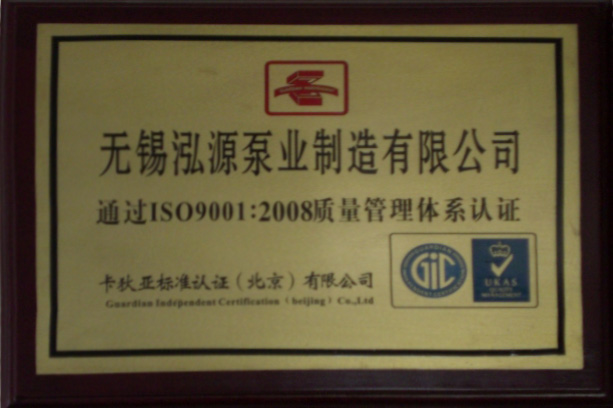 无锡泓源泵业制造有限公司
通过ISO9001:2008质量管理体系认证
卡狄亚标准认证（北京）有限公司
Guardian Independent Certification（beijing）Co.,Ltd
GIC
UKAS
QUALITY
MANAGEMENT